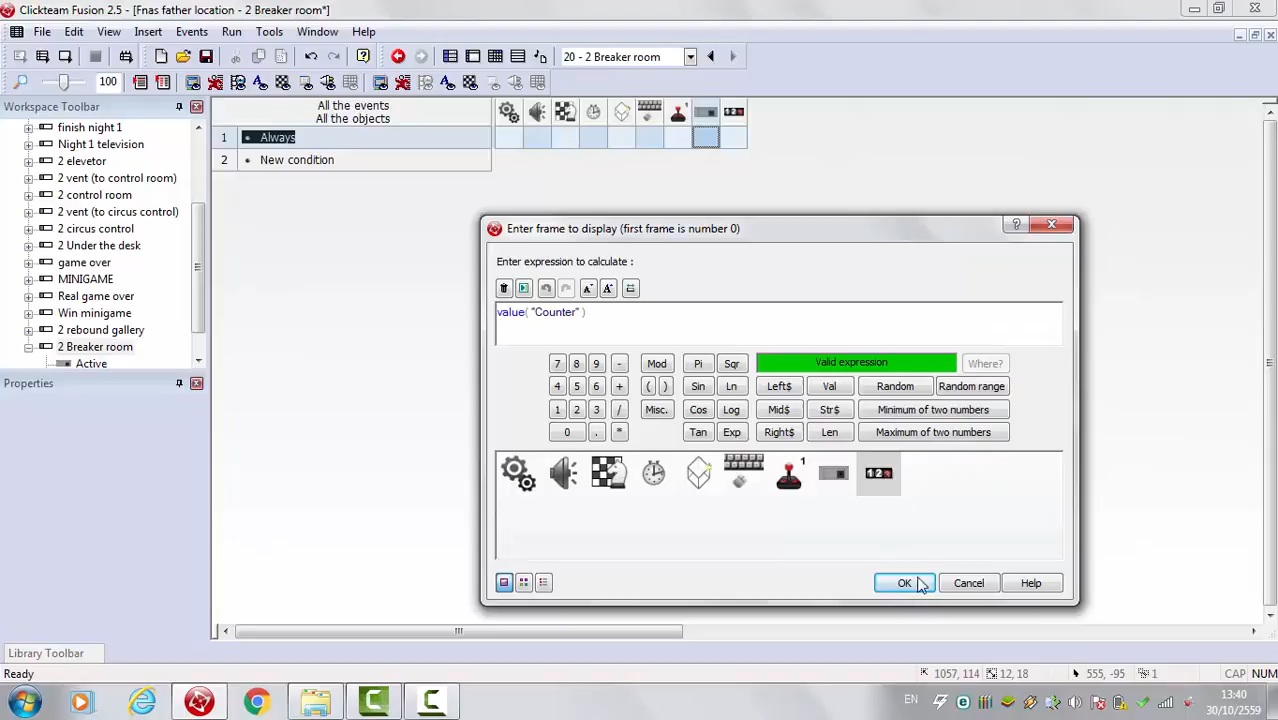 Clickteam Fusion 2.5 - [Fnas father location - 2 Breaker room*]
File Edit View Insert Events Run Tools Window Help
20 - 2 Breaker room
100
Workspace Toolbar
finish night 1
Night 1 television
2 elevetor
2 vent (to control room)
2 control room
2 vent (to circus control)
2 circus control
2 Under the desk
game over
MINIGAME
Real game over
Win minigame
2 rebound gallery
2 Breaker room
Active
Properties
Library Toolbar
All the events
All the objects
1 • Always
2 • New condition
Enter frame to display (first frame is number 0)
Enter expression to calculate :
value( "Counter" )
7 8 9 - Mod Pi Sqr Valid expression Where?
4 5 6 + ( ) Sin Ln Left$ Val Random Random range
1 2 3 / Misc. Cos Log Mid$ Str$ Minimum of two numbers
0 . * Tan Exp Right$ Len Maximum of two numbers
OK Cancel Help
Ready
1057, 114 12, 18 555, -95 1 CAP NUM
EN
13:40
30/10/2559